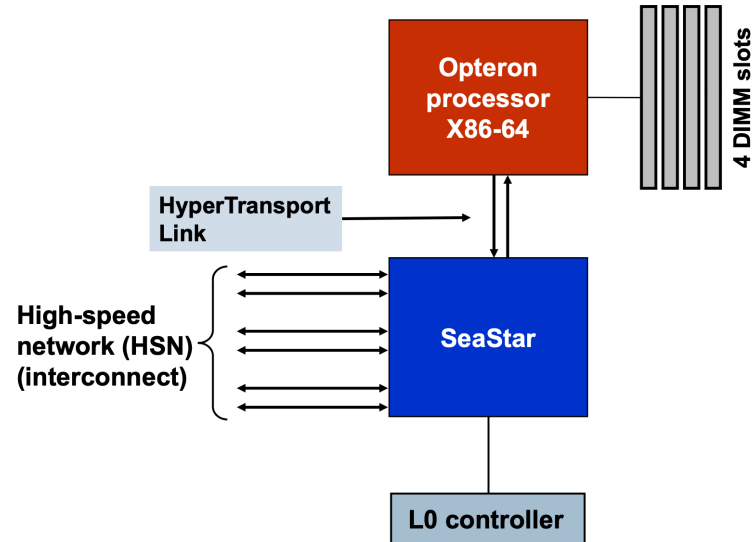 Opteron
processor
X86-64
4 DIMM slots
HyperTransport
Link
High-speed
network (HSN)
(interconnect)
SeaStar
L0 controller